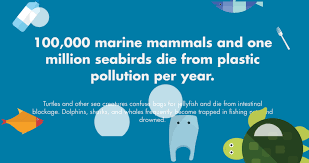 100,000 marine mammals and one
million seabirds die from plastic
pollution per year.
Turtles and other sea creatures confuse bags for jellyfish and die from intestinal
blockage. Dolphins, sharks, and whales frequently become trapped in fishing and
drowned.